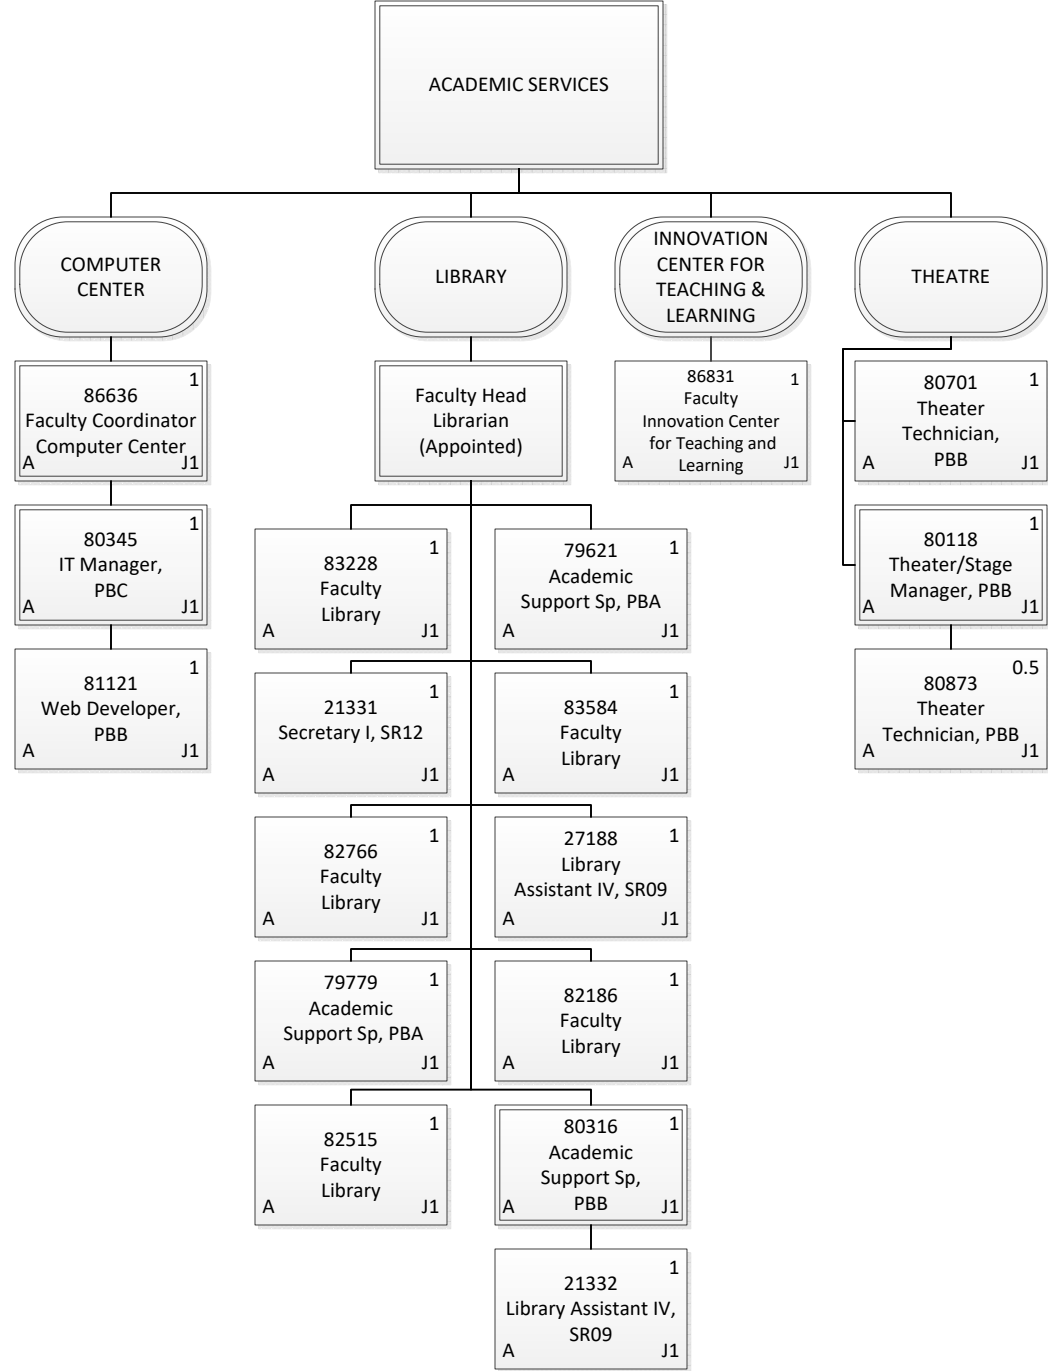 ACADEMIC SERVICES
COMPUTER
CENTER
LIBRARY
INNOVATION
CENTER FOR
TEACHING &
LEARNING
THEATRE
1
86636
Faculty Coordinator
Computer Center
A J1
1
80345
IT Manager,
PBC
A J1
1
81121
Web Developer,
PBB
A J1
Faculty Head
Librarian
(Appointed)
1
83228
Faculty
Library
A J1
1
79621
Academic
Support Sp, PBA
A J1
1
21331
Secretary I, SR12
A J1
1
83584
Faculty
Library
A J1
1
82766
Faculty
Library
A J1
1
27188
Library
Assistant IV, SR09
A J1
1
79779
Academic
Support Sp, PBA
A J1
1
82186
Faculty
Library
A J1
1
82515
Faculty
Library
A J1
1
80316
Academic
Support Sp,
PBB
A J1
1
21332
Library Assistant IV,
SR09
A J1
86831 1
Faculty
Innovation Center
for Teaching and
Learning
A J1
80701 1
Theater
Technician,
PBB
A J1
1
80118
Theater/Stage
Manager, PBB
A J1
0.5
80873
Theater
Technician, PBB
A J1